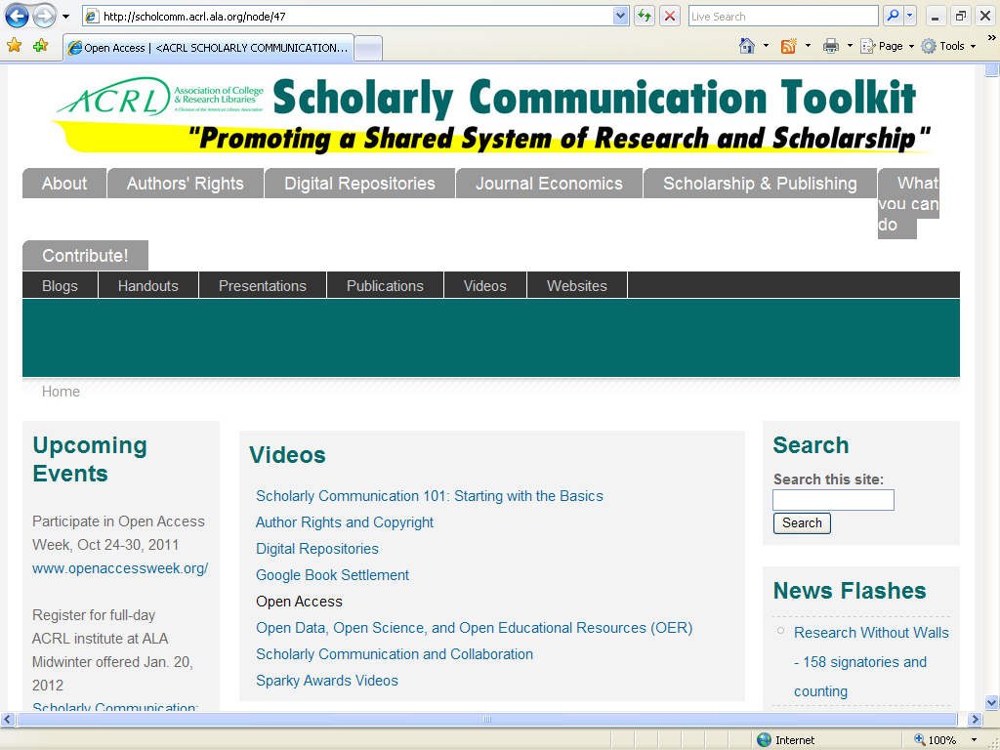 http://scholcomm.acrl.ala.org/node/47
Live Search
Open Access | <ACRL SCHOLARLY COMMUNICATION...
Page
Tools
ACRL
Association of College
& Research Libraries
A Division of the American Library Association
Scholarly Communication Toolkit
"Promoting a Shared System of Research and Scholarship"
About
Authors' Rights
Digital Repositories
Journal Economics
Scholarship & Publishing
What
you can
do
Contribute!
Blogs
Handouts
Presentations
Publications
Videos
Websites
Home
Upcoming
Events
Participate in Open Access
Week, Oct 24-30, 2011
www.openaccessweek.org/
Register for full-day
ACRL institute at ALA
Midwinter offered Jan. 20,
2012
Scholarly Communication:
Videos
Scholarly Communication 101: Starting with the Basics
Author Rights and Copyright
Digital Repositories
Google Book Settlement
Open Access
Open Data, Open Science, and Open Educational Resources (OER)
Scholarly Communication and Collaboration
Sparky Awards Videos
Search
Search this site:
Search
News Flashes
Research Without Walls
- 158 signatories and
counting
Internet
100%